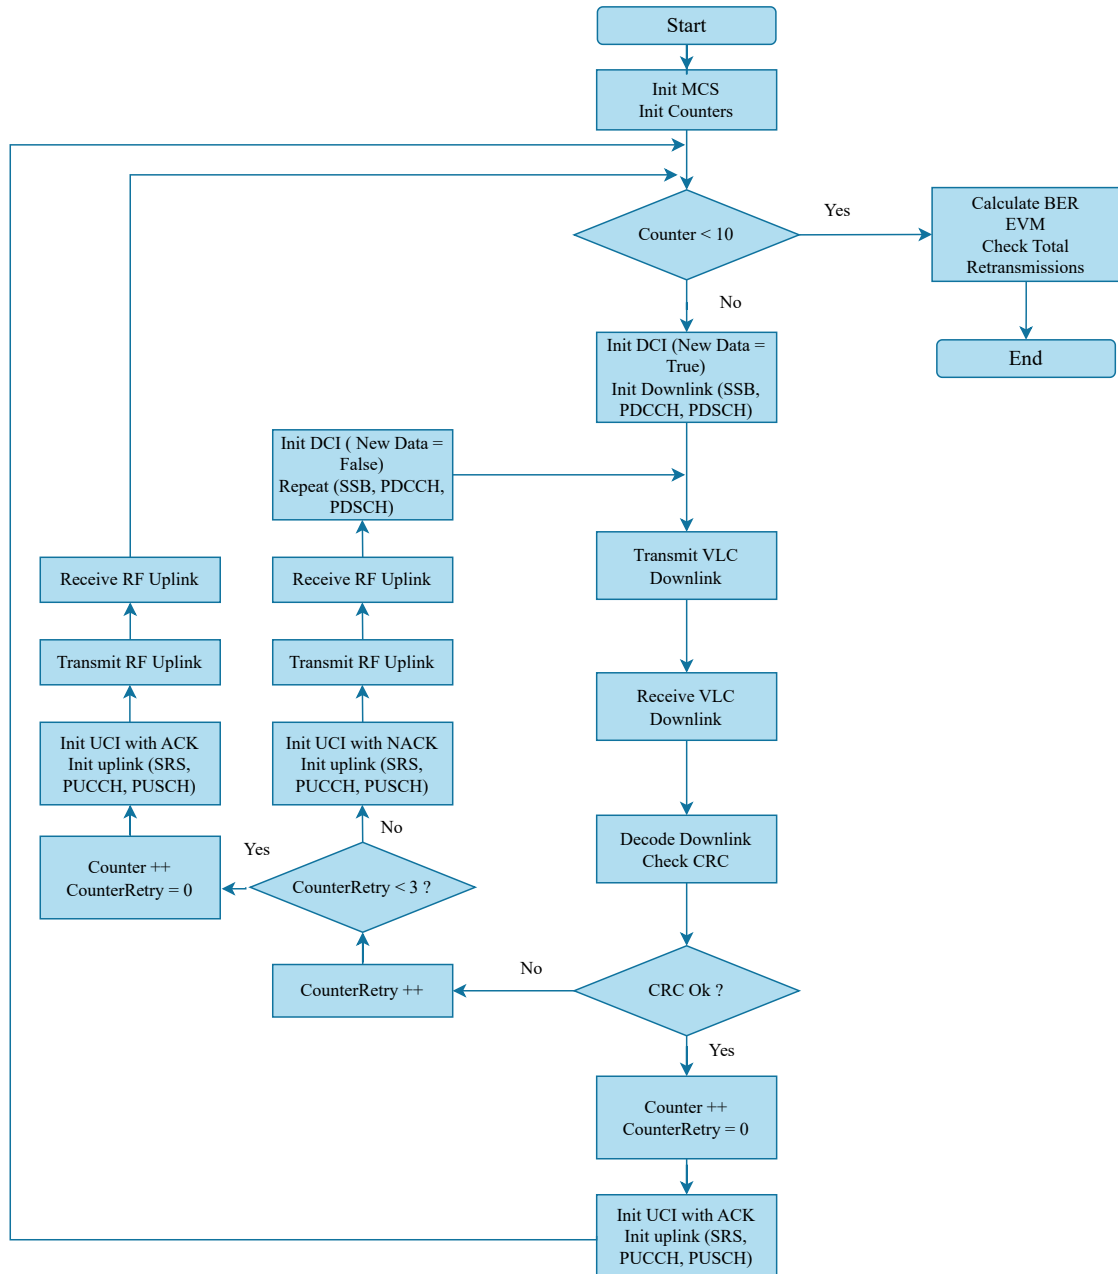 Start
Init MCS
Init Counters
Counter < 10
Yes
Calculate BER
EVM
Check Total
Retransmissions
End
No
Init DCI (New Data =
True)
Init Downlink (SSB,
PDCCH, PDSCH)
Init DCI ( New Data =
False)
Repeat (SSB, PDCCH,
PDSCH)
Transmit VLC
Downlink
Receive RF Uplink
Receive RF Uplink
Transmit RF Uplink
Transmit RF Uplink
Receive VLC
Downlink
Init UCI with ACK
Init uplink (SRS,
PUCCH, PUSCH)
Init UCI with NACK
Init uplink (SRS,
PUCCH, PUSCH)
No
Decode Downlink
Check CRC
Yes
Counter ++
CounterRetry = 0
CounterRetry < 3 ?
No
CounterRetry ++
CRC Ok ?
Yes
Counter ++
CounterRetry = 0
Init UCI with ACK
Init uplink (SRS,
PUCCH, PUSCH)